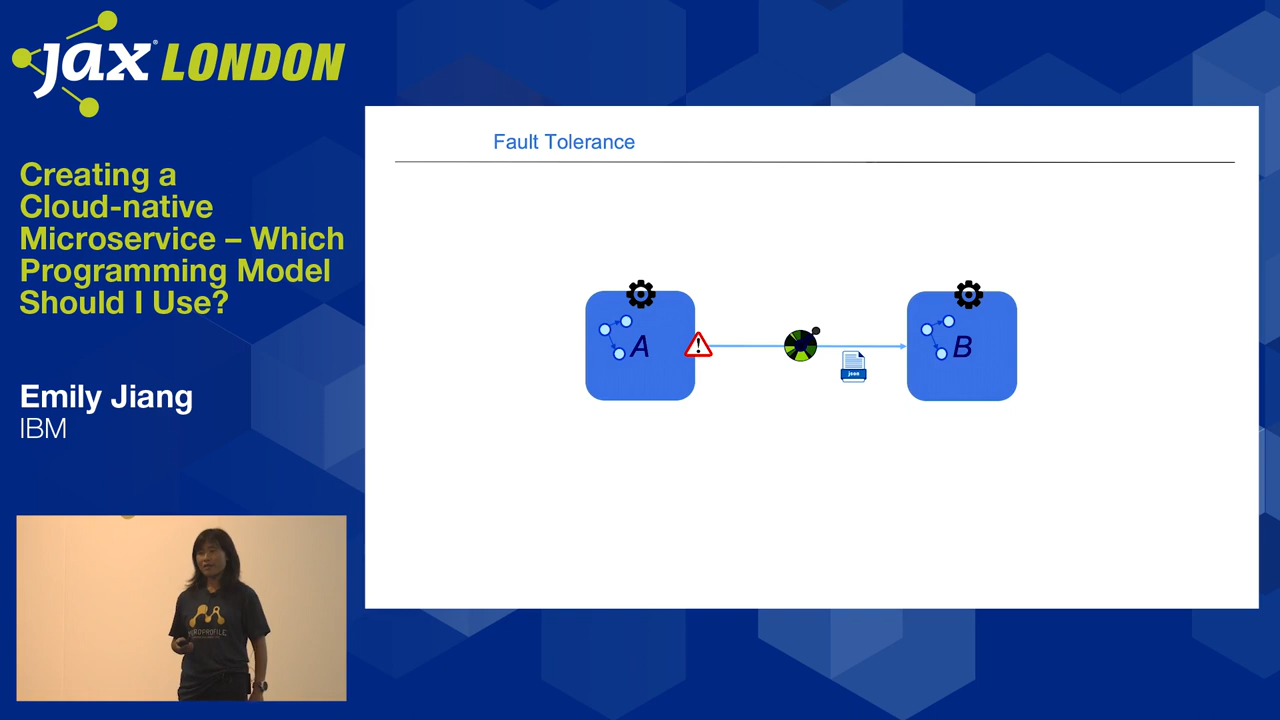 jax LONDON
Creating a
Cloud-native
Microservice – Which
Programming Model
Should I Use?
Emily Jiang
IBM
Fault Tolerance
A
B
json